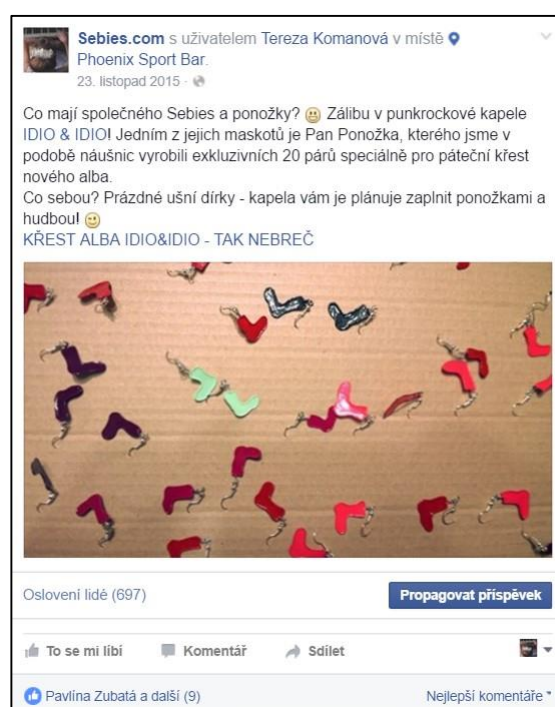 Sebies.com s uživatelem Tereza Komanová v místě
Phoenix Sport Bar.
23. listopad 2015 ·
Co mají společného Sebies a ponožky? Zálibu v punkrockové kapele
IDIO & IDIO! Jedním z jejich maskotů je Pan Ponožka, kterého jsme v
podobě náušnic vyrobili exkluzivních 20 párů speciálně pro páteční křest
nového alba.
Co sebou? Prázdné ušní dírky - kapela vám je plánuje zaplnit ponožkami a
hudbou!
KŘEST ALBA IDIO&IDIO - TAK NEBREČ
Oslovení lidé (697)
Propagovat příspěvek
To se mi líbí
Komentář
Sdílet
Pavlína Zubatá a další (9)
Nejlepší komentáře